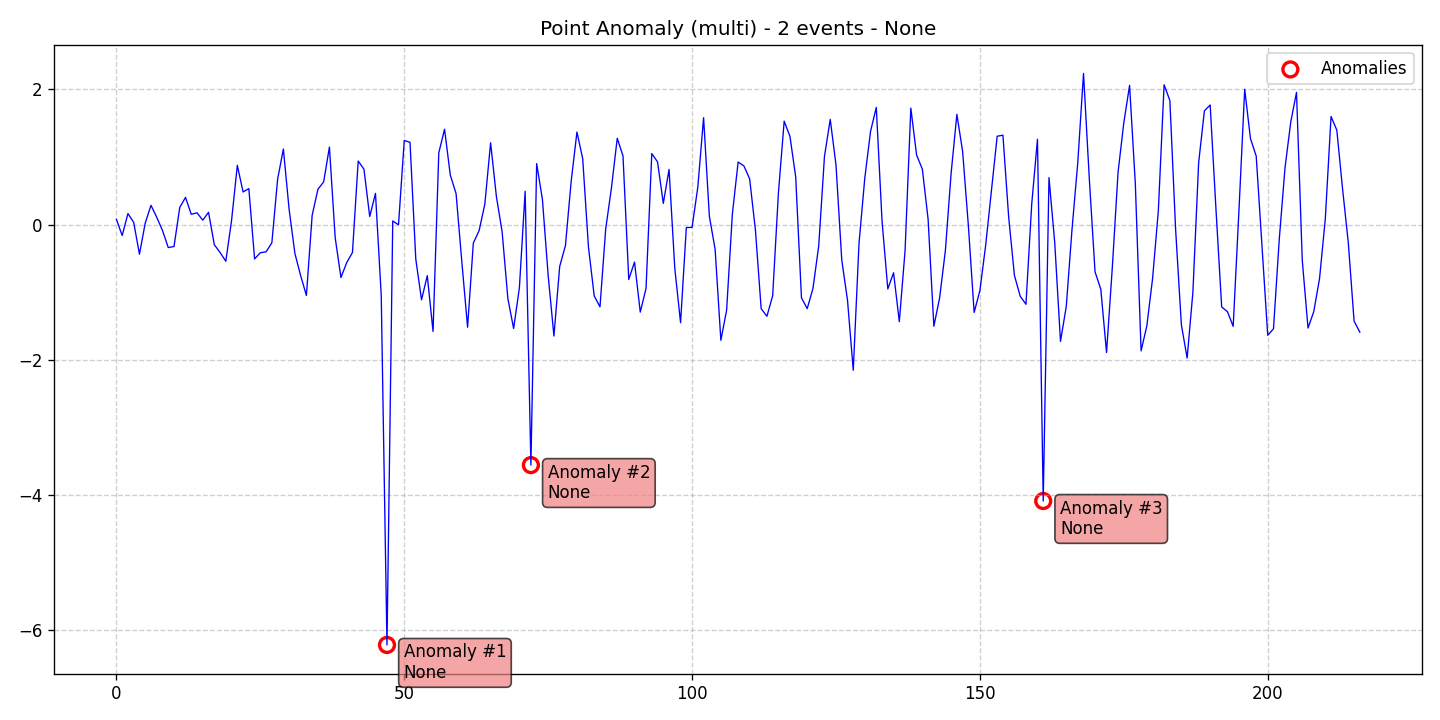 Point Anomaly (multi) - 2 events - None
Anomalies
2
0
−2
−4
−6
Anomaly #2
None
Anomaly #3
None
Anomaly #1
None
0
50
100
150
200